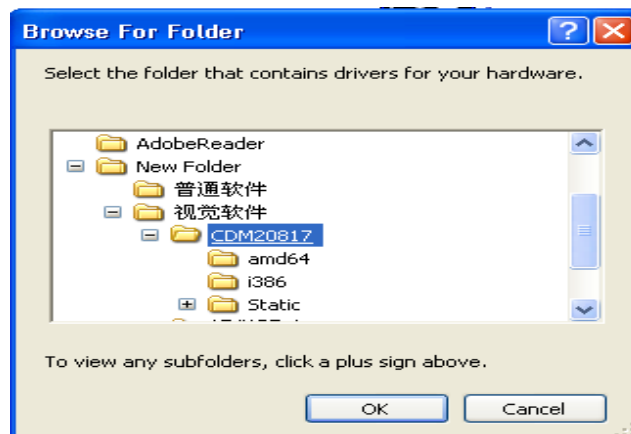 Browse For Folder
Select the folder that contains drivers for your hardware.
AdobeReader
New Folder
普通软件
视觉软件
CDM20817
amd64
i386
Static
To view any subfolders, click a plus sign above.
OK
Cancel